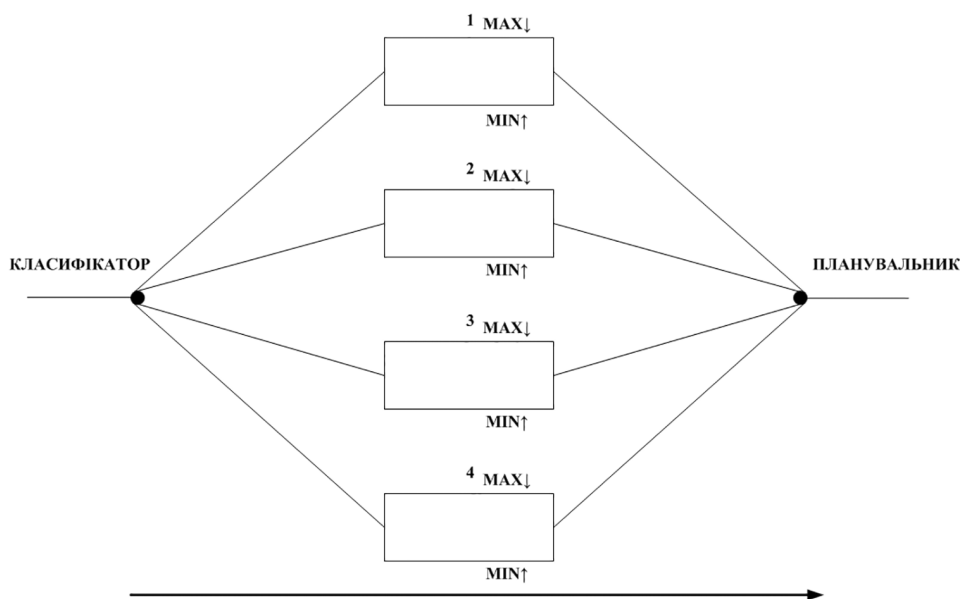 1 MAX↓
MIN↑
2 MAX↓
MIN↑
КЛАСИФІКАТОР
ПЛАНУВАЛЬНИК
3 MAX↓
MIN↑
4 MAX↓
MIN↑